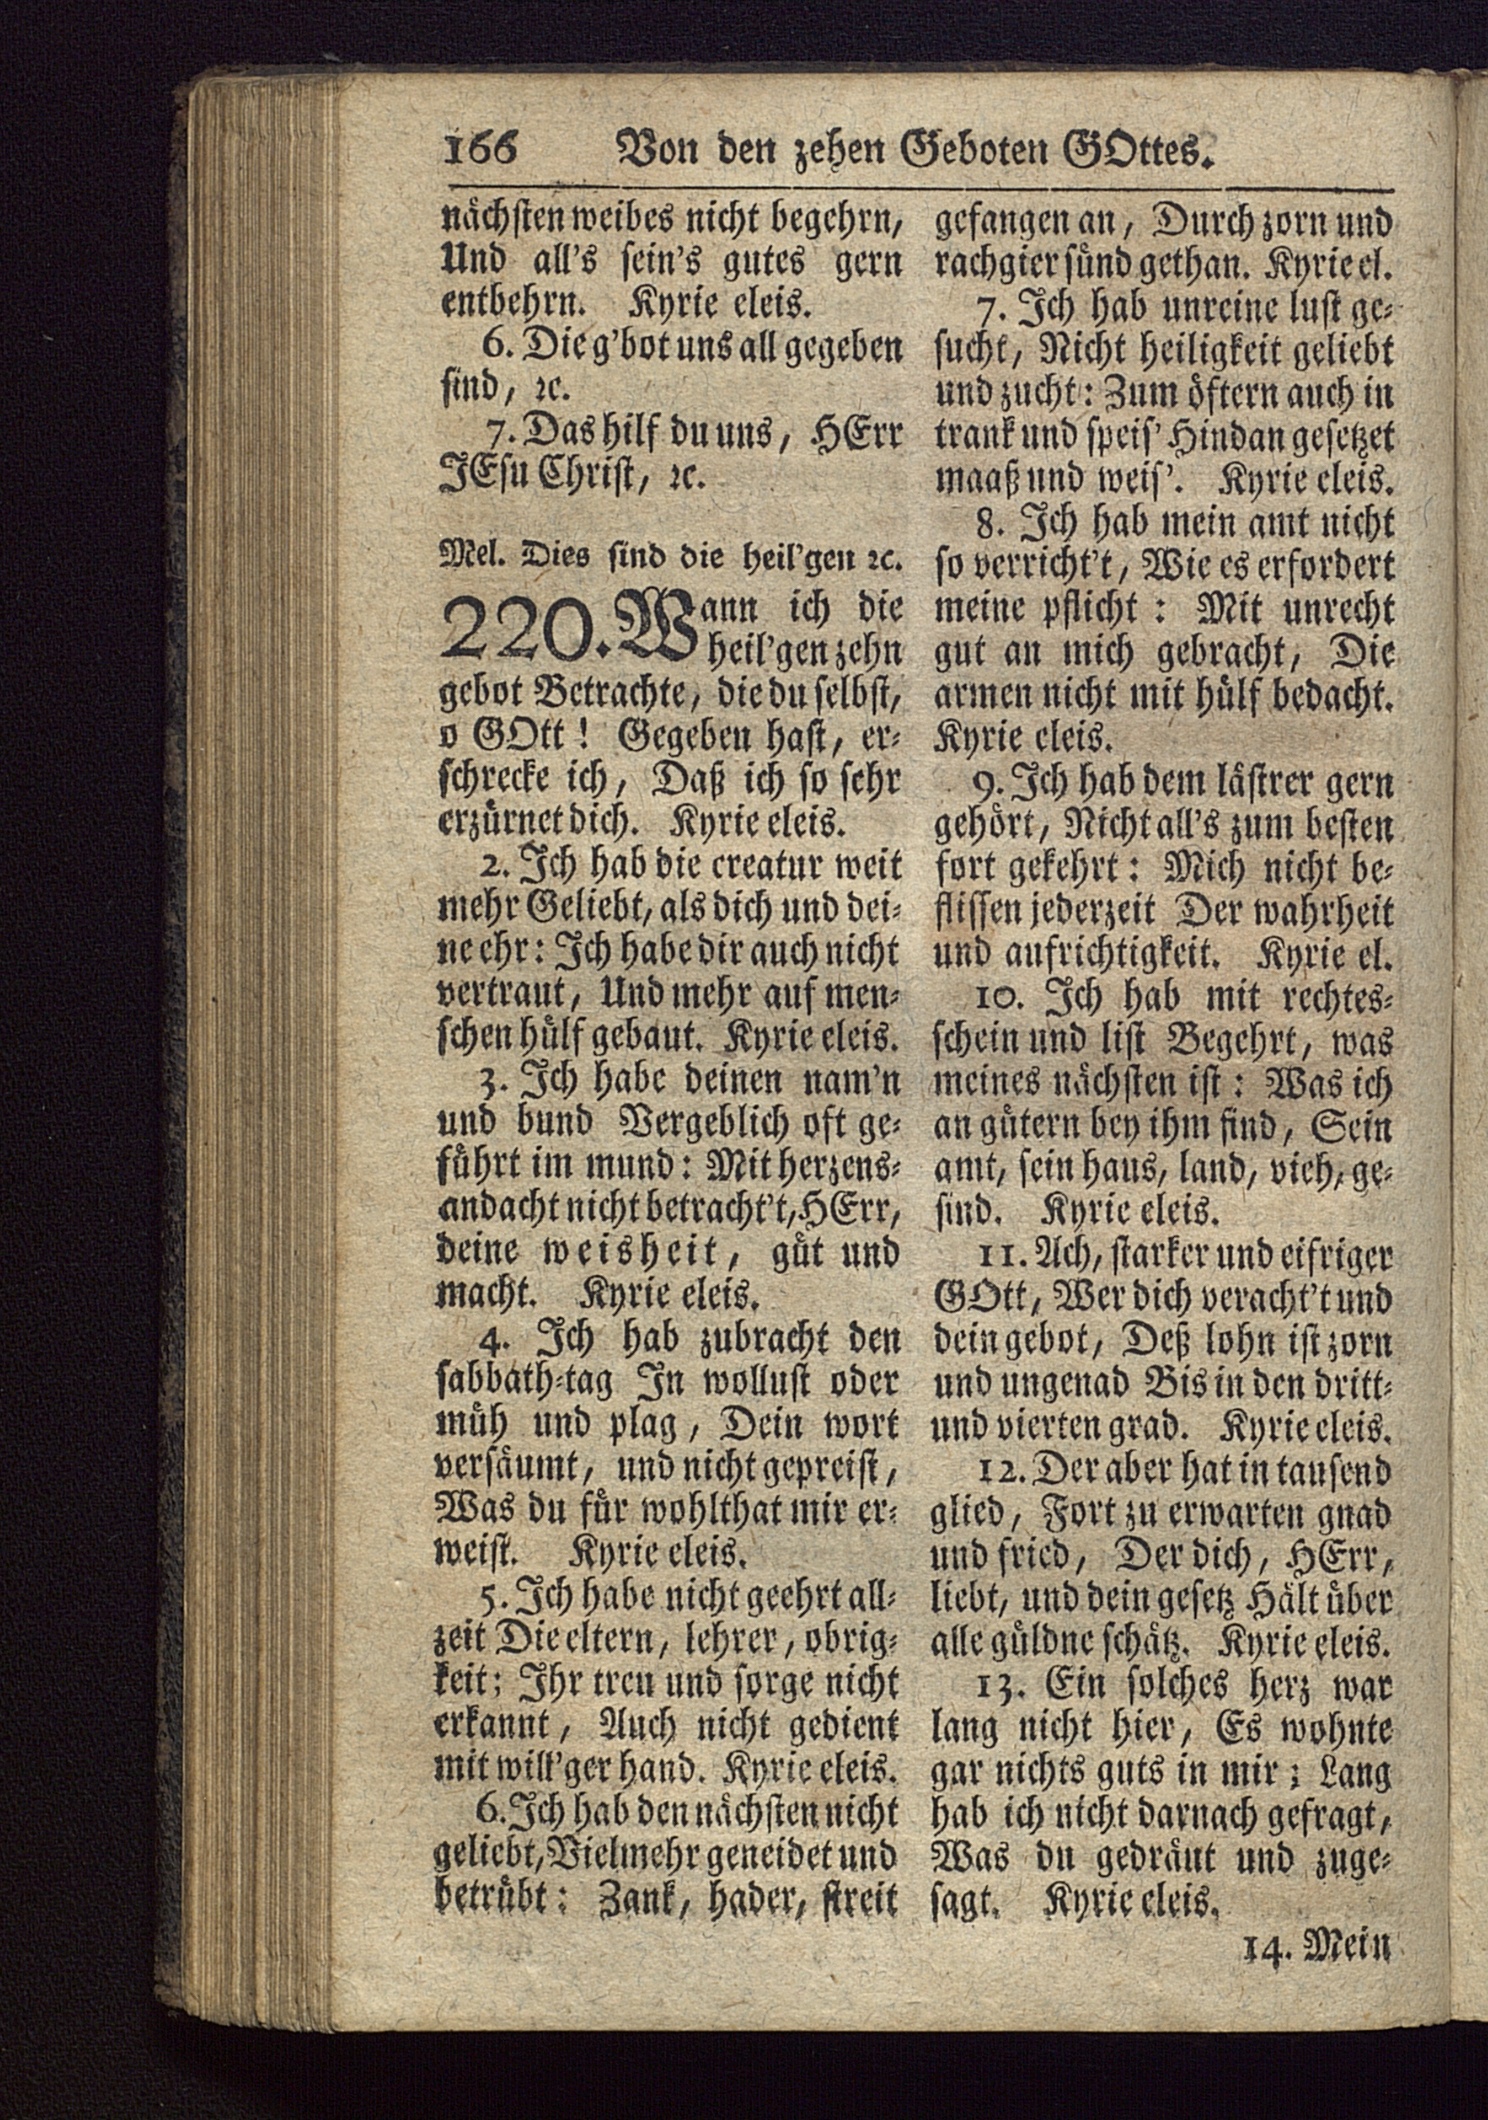 166 Von den zehen Geboten GOttes.
nächsten weibes nicht begehrn,
Und all's sein's gutes gern
entbehrn. Kyrie eleis.
6. Die g'bot uns all gegeben
sind, ꝛc.
7. Das hilf du uns, HErr
JEsu Christ, ꝛc.
Mel. Dies sind die heil'gen ꝛc.
220. Wann ich die
heil'gen zehn
gebot Betrachte, die du selbst,
o GOtt! Gegeben hast, er-
schrecke ich, Daß ich so sehr
erzürnet dich. Kyrie eleis.
2. Ich hab die creatur weit
mehr Geliebt, als dich und dei-
ne ehr: Ich habe dir auch nicht
vertraut, Und mehr auf men-
schen hülf gebaut. Kyrie eleis.
3. Ich habe deinen nam'n
und bund Vergeblich oft ge-
führt im mund: Mit herzens-
andacht nicht betracht't, HErr,
deine weisheit, güt und
macht. Kyrie eleis.
4. Ich hab zubracht den
sabbath-tag In wollust oder
müh und plag, Dein wort
versäumt, und nicht gepreist,
Was du für wohlthat mir er-
weist. Kyrie eleis.
5. Ich habe nicht geehrt all-
zeit Die eltern, lehrer, obrig-
keit; Ihr treu und sorge nicht
erkannt, Auch nicht gedient
mit will'ger hand. Kyrie eleis.
6. Ich hab den nächsten nicht
geliebt, Vielmehr geneidet und
betrübt: Zank, hader, streit
gefangen an, Durch zorn und
rachgier sünd gethan. Kyrie el.
7. Ich hab unreine lust ge-
sucht, Nicht heiligkeit geliebt
und zucht: Zum öftern auch in
trank und speis' Hindan gesetzet
maaß und weis'. Kyrie eleis.
8. Ich hab mein amt nicht
so verricht't, Wie es erfordert
meine pflicht: Mit unrecht
gut an mich gebracht, Die
armen nicht mit hülf bedacht.
Kyrie eleis.
9. Ich hab dem lästrer gern
gehört, Nicht all's zum besten
fort gekehrt: Mich nicht be-
flissen jederzeit Der wahrheit
und aufrichtigkeit. Kyrie el.
10. Ich hab mit rechtes-
schein und list Begehrt, was
meines nächsten ist: Was ich
an gütern bey ihm find, Sein
amt, sein haus, land, vieh, ge-
sind. Kyrie eleis.
11. Ach, starker und eifriger
GOtt, Wer dich veracht't und
dein gebot, Deß lohn ist zorn
und ungenad Bis in den dritt-
und vierten grad. Kyrie eleis.
12. Der aber hat in tausend
glied, Fort zu erwarten gnad
und fried, Der dich, HErr,
liebt, und dein gesetz Hält über
alle güldne schätz. Kyrie eleis.
13. Ein solches herz war
lang nicht hier, Es wohnte
gar nichts guts in mir; Lang
hab ich nicht darnach gefragt,
Was du gedräut und zuge-
sagt. Kyrie eleis.
14. Mein